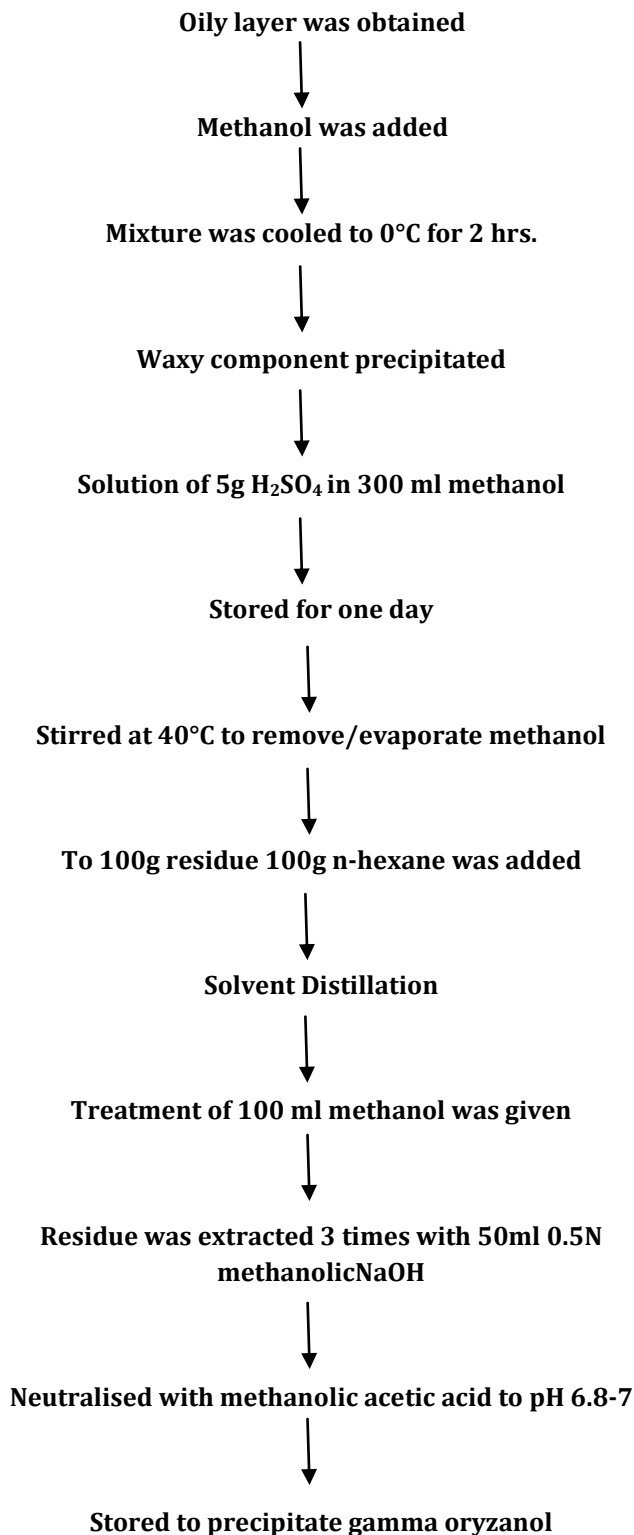 Oily layer was obtained
Methanol was added
Mixture was cooled to 0°C for 2 hrs.
Waxy component precipitated
Solution of 5g H₂SO₄ in 300 ml methanol
Stored for one day
Stirred at 40°C to remove/evaporate methanol
To 100g residue 100g n-hexane was added
Solvent Distillation
Treatment of 100 ml methanol was given
Residue was extracted 3 times with 50ml 0.5N
methanolicNaOH
Neutralised with methanolic acetic acid to pH 6.8-7
Stored to precipitate gamma oryzanol